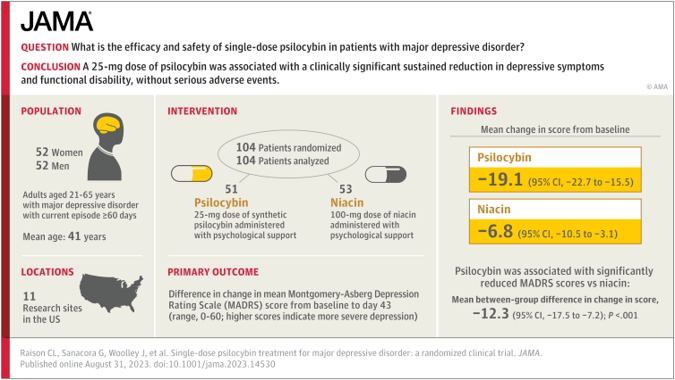 JAMA®
QUESTION What is the efficacy and safety of single-dose psilocybin in patients with major depressive disorder?
CONCLUSION A 25-mg dose of psilocybin was associated with a clinically significant sustained reduction in depressive symptoms
and functional disability, without serious adverse events.
© AMA
POPULATION
52 Women
52 Men
Adults aged 21-65 years
with major depressive disorder
with current episode ≥60 days
Mean age: 41 years
LOCATIONS
11
Research sites
in the US
INTERVENTION
104 Patients randomized
104 Patients analyzed
51
Psilocybin
25-mg dose of synthetic
psilocybin administered
with psychological support
53
Niacin
100-mg dose of niacin
administered with
psychological support
PRIMARY OUTCOME
Difference in change in mean Montgomery-Asberg Depression
Rating Scale (MADRS) score from baseline to day 43
(range, 0-60; higher scores indicate more severe depression)
FINDINGS
Mean change in score from baseline
Psilocybin
−19.1 (95% CI, −22.7 to −15.5)
Niacin
−6.8 (95% CI, −10.5 to −3.1)
Psilocybin was associated with significantly
reduced MADRS scores vs niacin:
Mean between-group difference in change in score,
−12.3 (95% CI, −17.5 to −7.2); P <.001
Raison CL, Sanacora G, Woolley J, et al. Single-dose psilocybin treatment for major depressive disorder: a randomized clinical trial. JAMA.
Published online August 31, 2023. doi:10.1001/jama.2023.14530